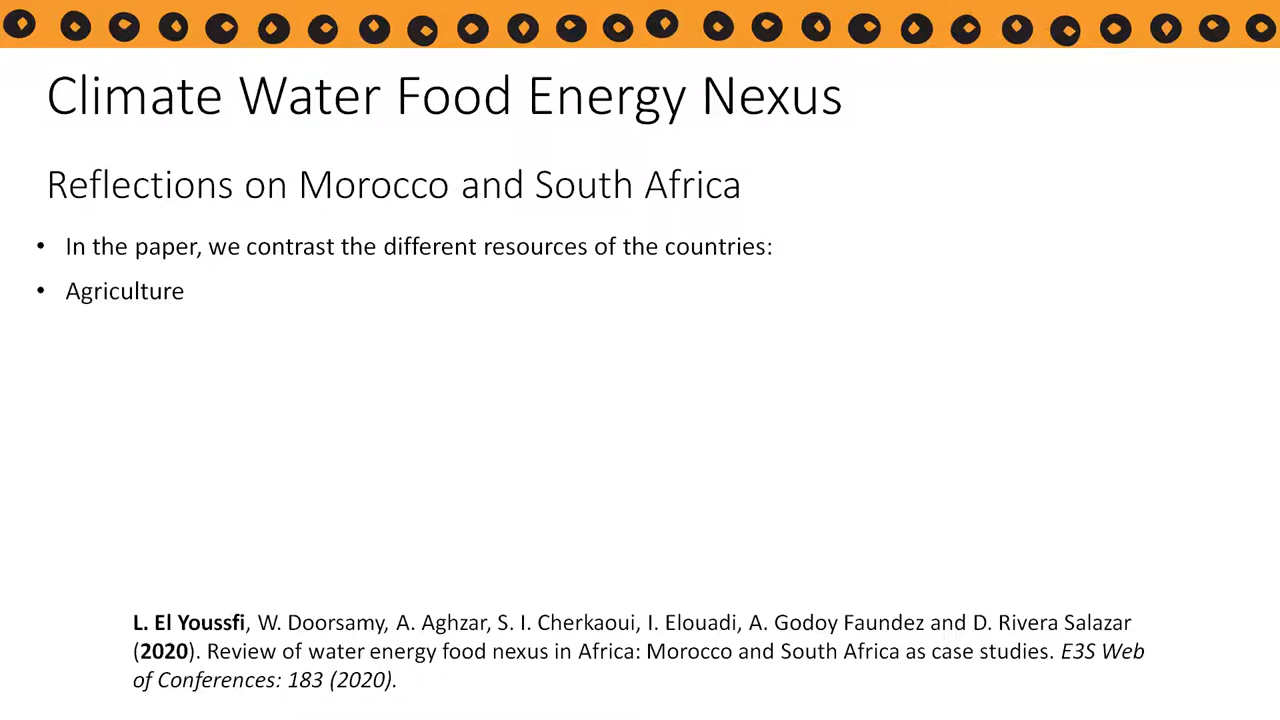 Climate Water Food Energy Nexus
Reflections on Morocco and South Africa
• In the paper, we contrast the different resources of the countries:
• Agriculture
L. El Youssfi, W. Doorsamy, A. Aghzar, S. I. Cherkaoui, I. Elouadi, A. Godoy Faundez and D. Rivera Salazar
(2020). Review of water energy food nexus in Africa: Morocco and South Africa as case studies. E3S Web
of Conferences: 183 (2020).